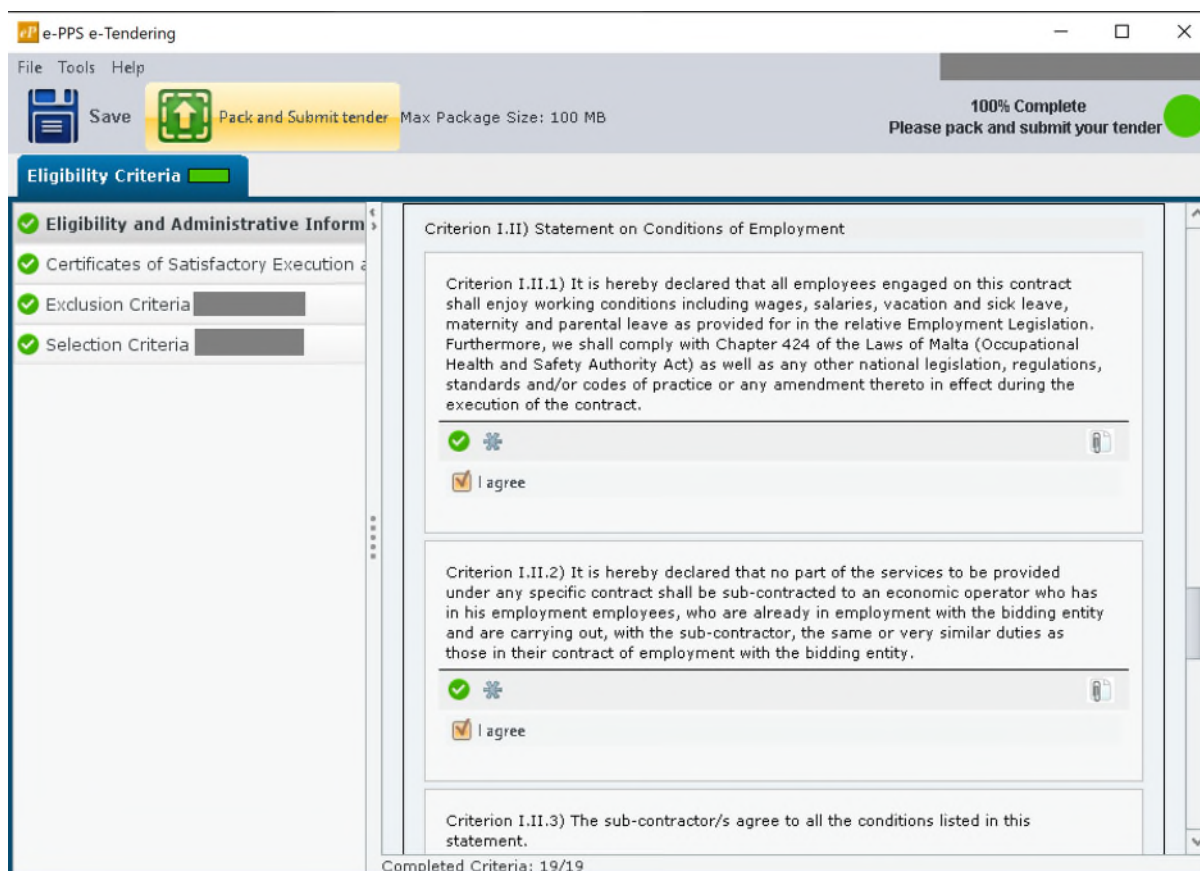 eP e-PPS e-Tendering
File Tools Help
Save
Pack and Submit tender
Max Package Size: 100 MB
100% Complete
Please pack and submit your tender
Eligibility Criteria
Eligibility and Administrative Inform
Certificates of Satisfactory Execution a
Exclusion Criteria
Selection Criteria
Criterion I.II) Statement on Conditions of Employment
Criterion I.II.1) It is hereby declared that all employees engaged on this contract
shall enjoy working conditions including wages, salaries, vacation and sick leave,
maternity and parental leave as provided for in the relative Employment Legislation.
Furthermore, we shall comply with Chapter 424 of the Laws of Malta (Occupational
Health and Safety Authority Act) as well as any other national legislation, regulations,
standards and/or codes of practice or any amendment thereto in effect during the
execution of the contract.
I agree
Criterion I.II.2) It is hereby declared that no part of the services to be provided
under any specific contract shall be sub-contracted to an economic operator who has
in his employment employees, who are already in employment with the bidding entity
and are carrying out, with the sub-contractor, the same or very similar duties as
those in their contract of employment with the bidding entity.
I agree
Criterion I.II.3) The sub-contractor/s agree to all the conditions listed in this
statement.
Completed Criteria: 19/19